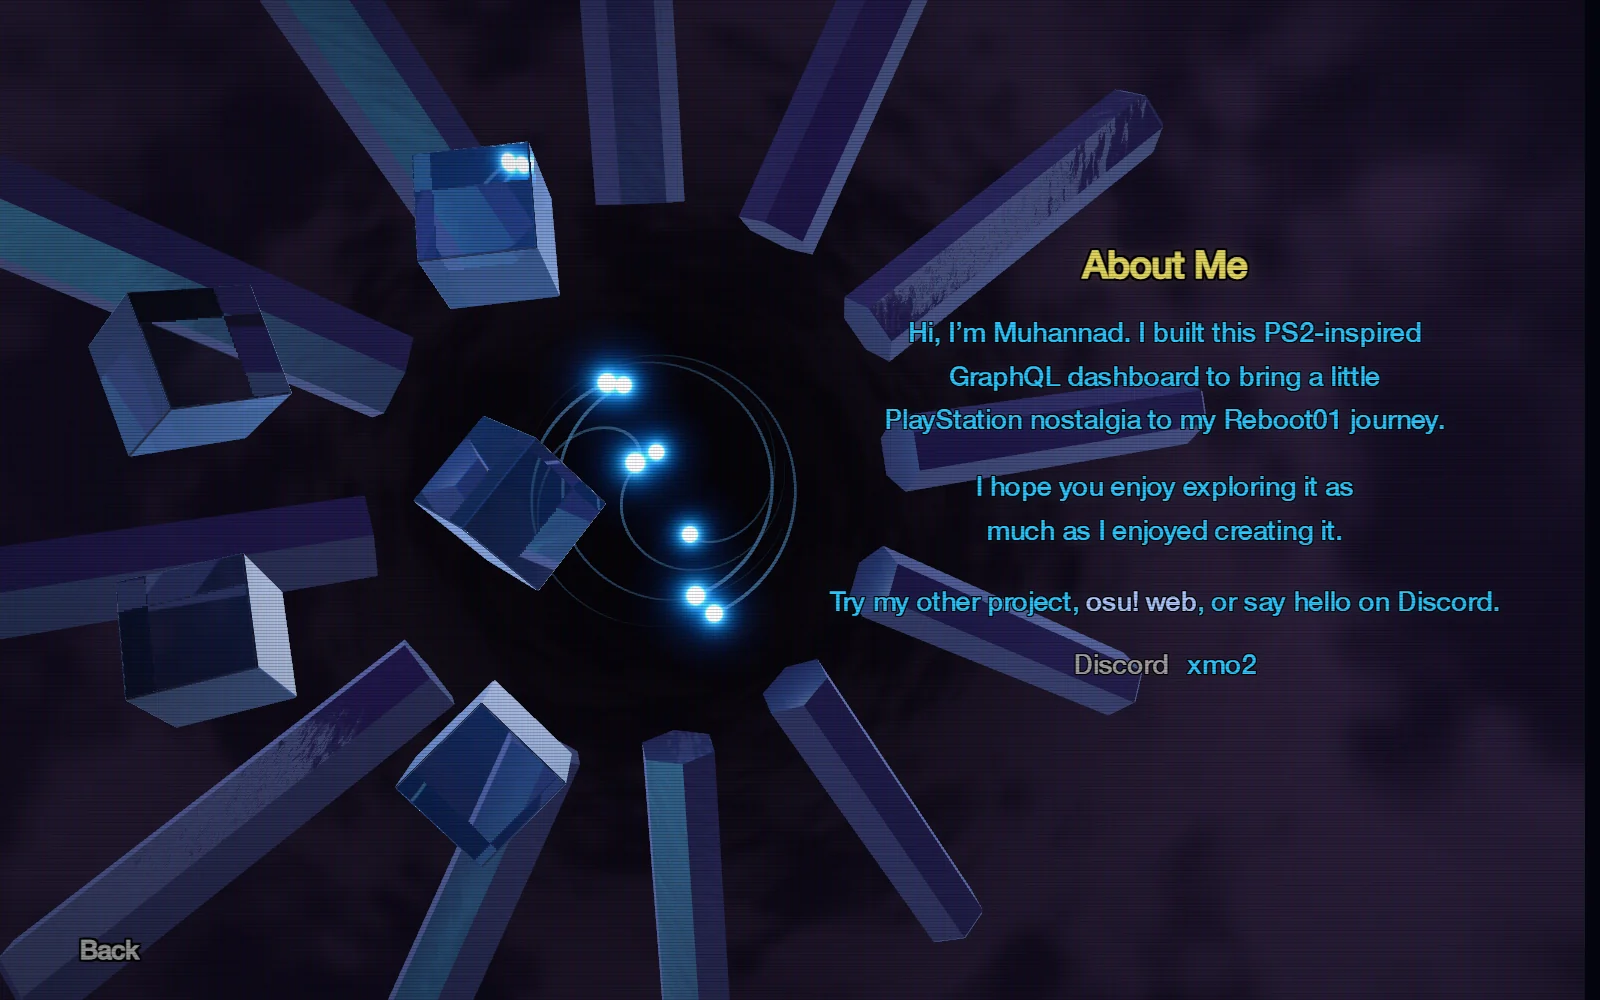 About Me
Hi, I’m Muhannad. I built this PS2-inspired
GraphQL dashboard to bring a little
PlayStation nostalgia to my Reboot01 journey.
I hope you enjoy exploring it as
much as I enjoyed creating it.
Try my other project, osu! web, or say hello on Discord.
Discord xmo2
Back